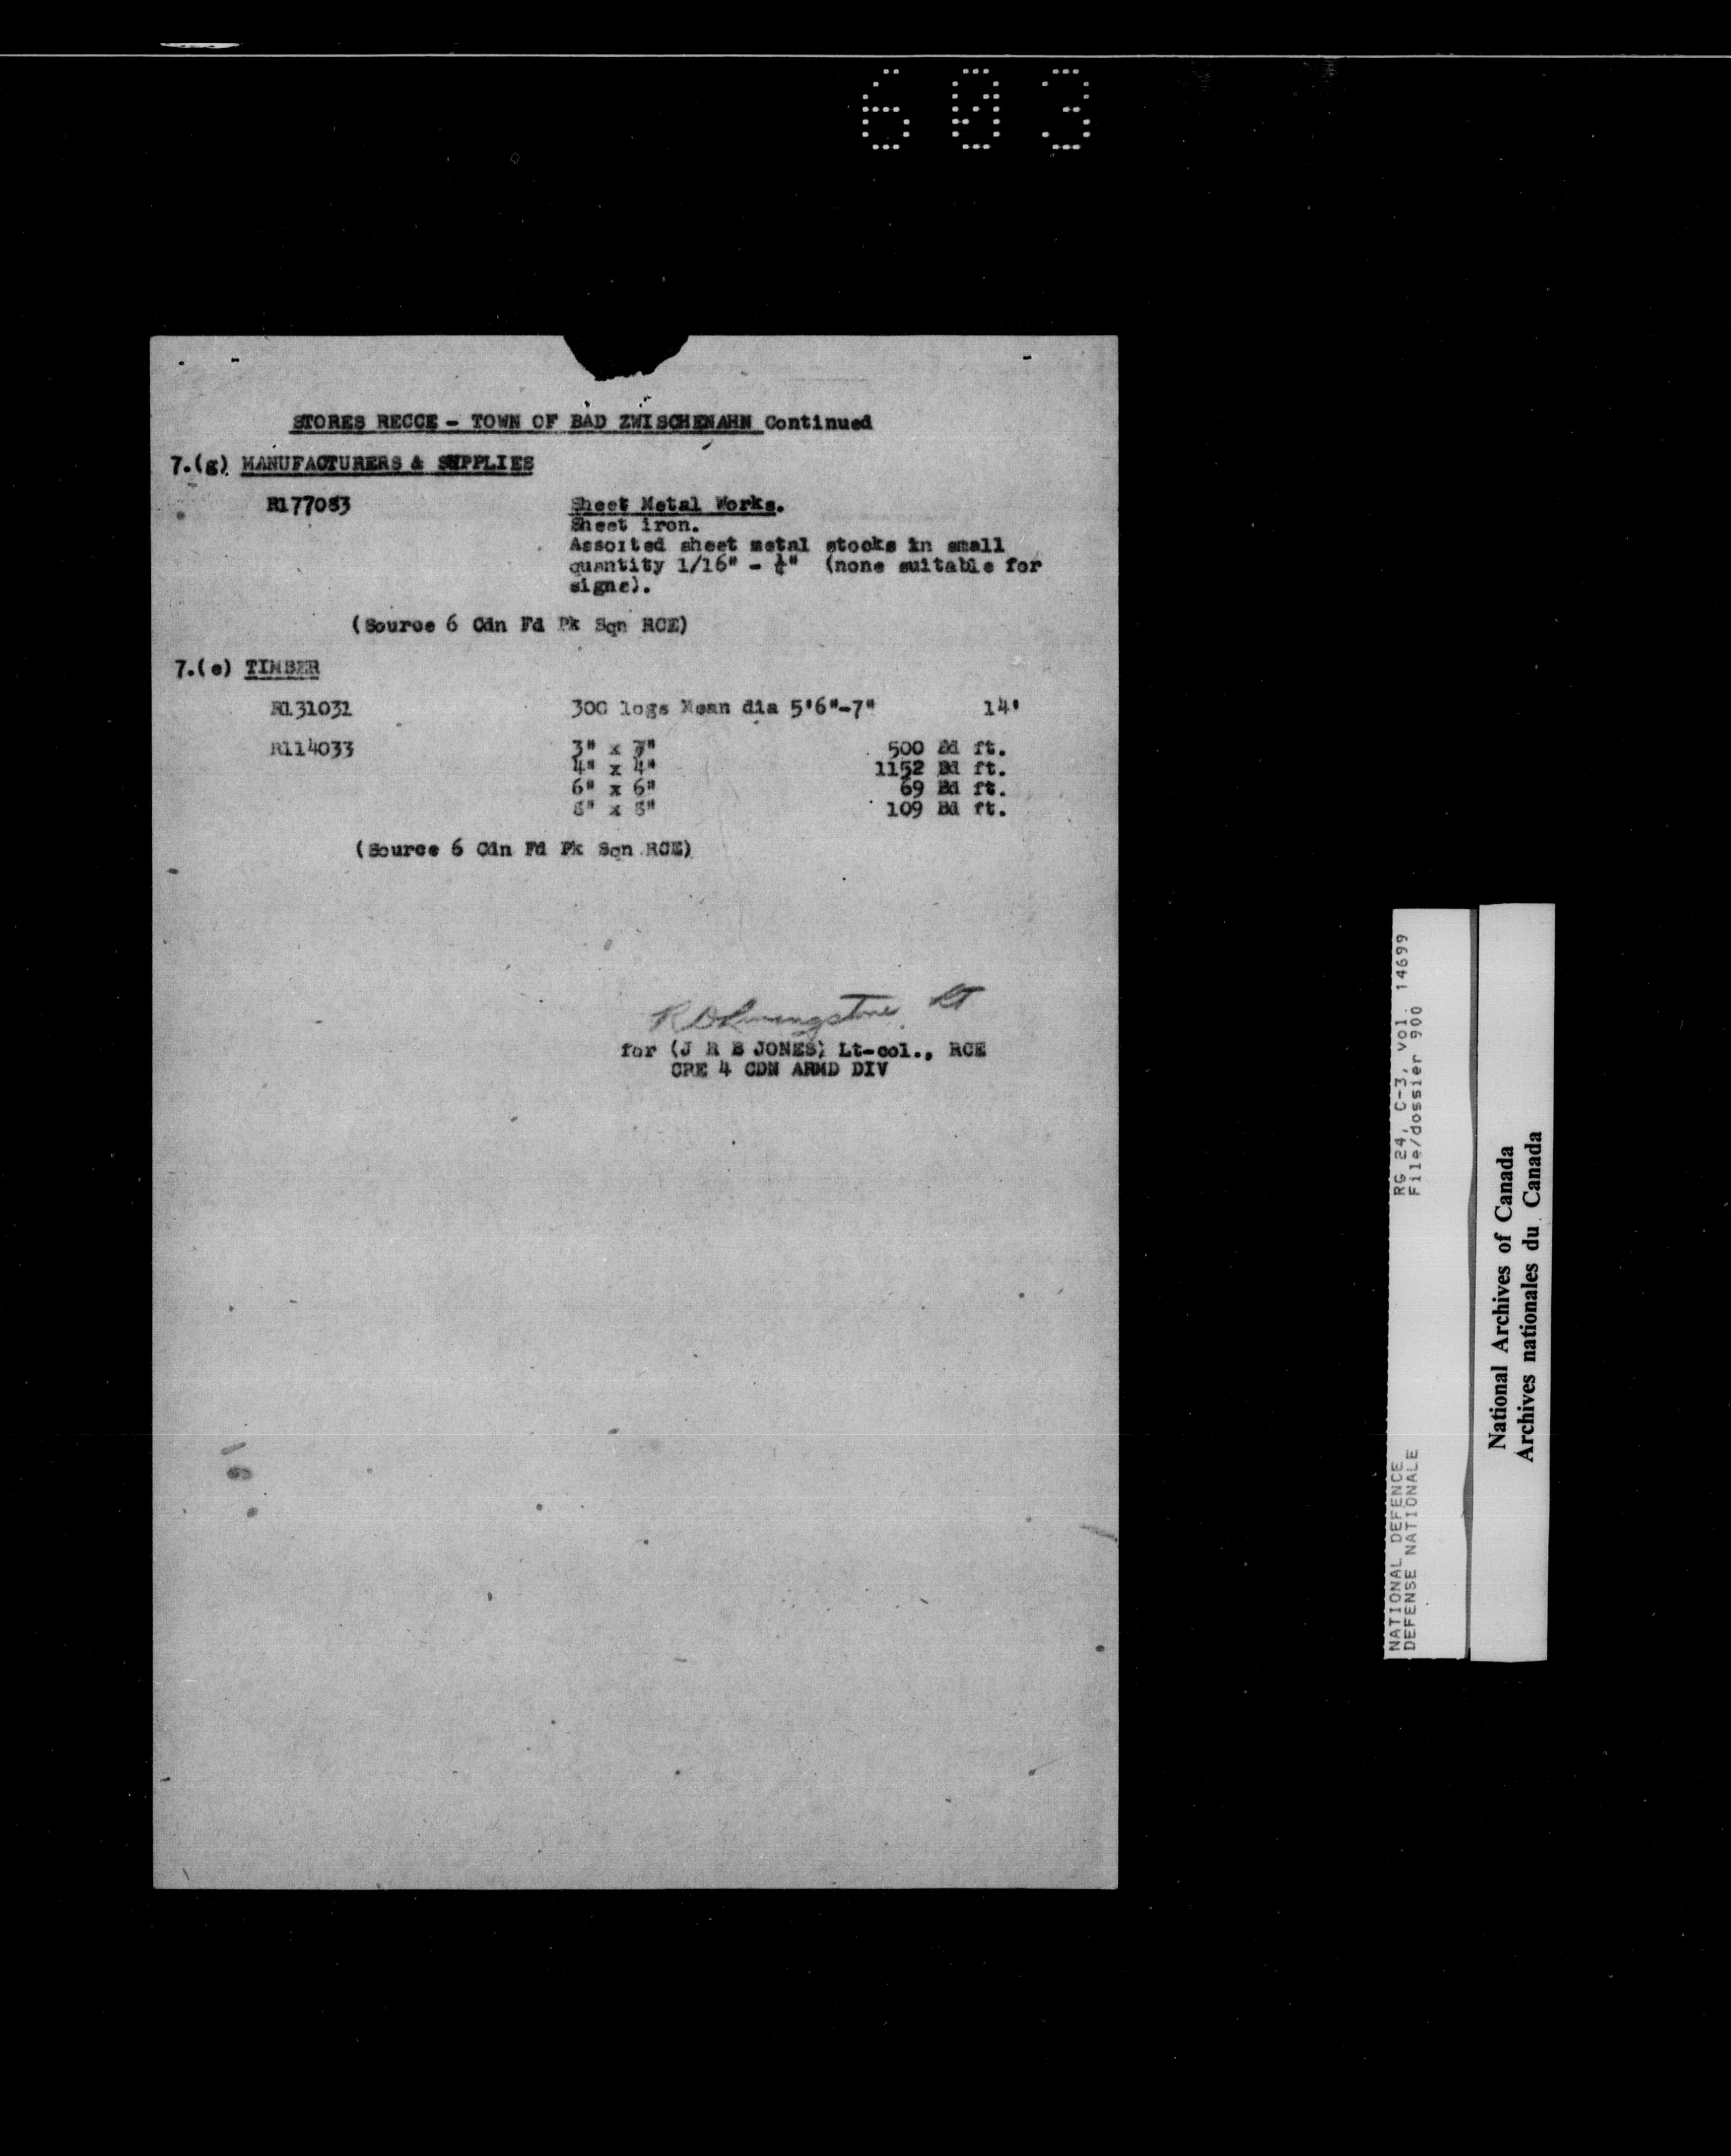 603
STORES RECCE - TOWN OF BAD ZWISCHENAHN Continued
7.(g) MANUFACTURERS & SUPPLIES
R177083 Sheet Metal Works.
Sheet iron.
Assorted sheet metal stocks in small
quantity 1/16" - ¼" (none suitable for
signs).
(Source 6 Cdn Fd Pk Sqn RCE)
7.(e) TIMBER
R131031 300 logs Mean dia 5'6"-7" 14'
R114033 3" x 500 Bd ft.
4" x 4" 1152 Bd ft.
6" x 6" 69 Bd ft.
8" x 8" 109 Bd ft.
(Source 6 Cdn Fd Pk Sqn RCE)
R D Livingstone Lt
for (J R B JONES) Lt-col., RCE
CRE 4 CDN ARMD DIV
NATIONAL DEFENCE RG 24, C-3, vol. 14699
DEFENSE NATIONALE File/dossier 900
National Archives of Canada
Archives nationales du Canada